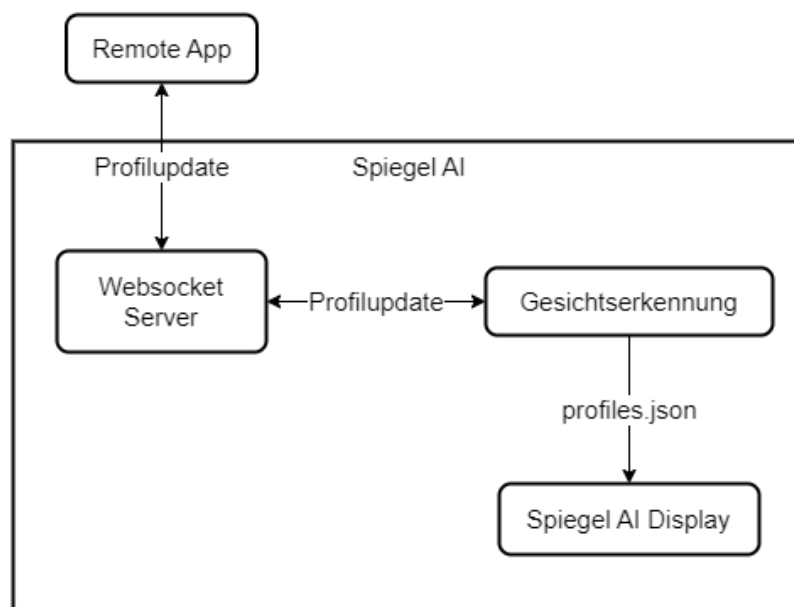 Remote App
Profilupdate
Spiegel AI
Websocket
Server
Profilupdate
Gesichtserkennung
profiles.json
Spiegel AI Display